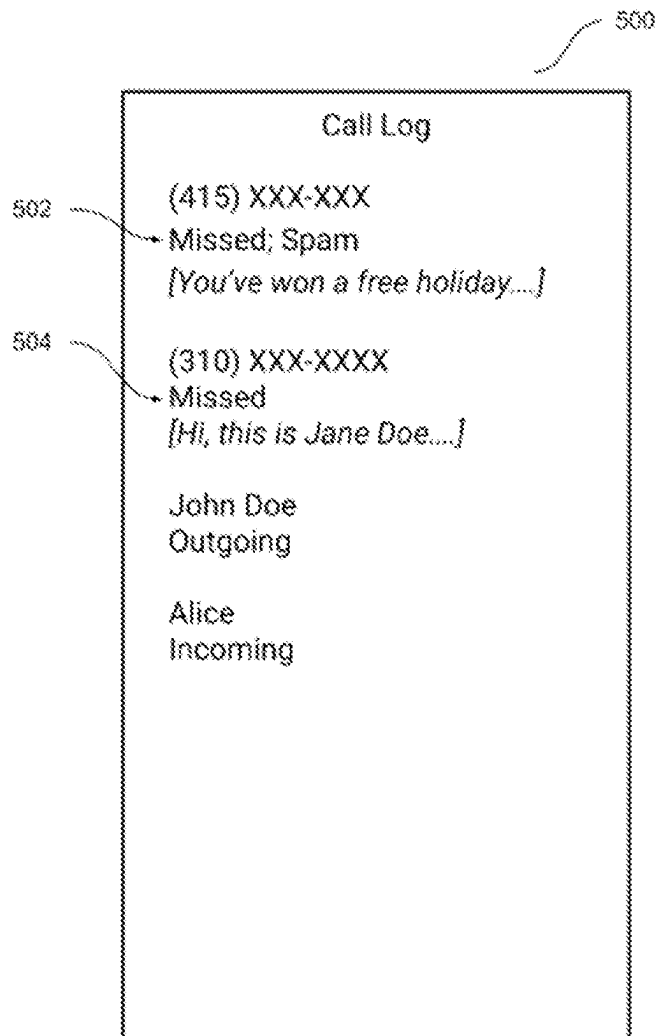 500
Call Log
(415) XXX-XXX
502
Missed; Spam
[You've won a free holiday....]
504
(310) XXX-XXXX
Missed
[Hi, this is Jane Doe....]
John Doe
Outgoing
Alice
Incoming